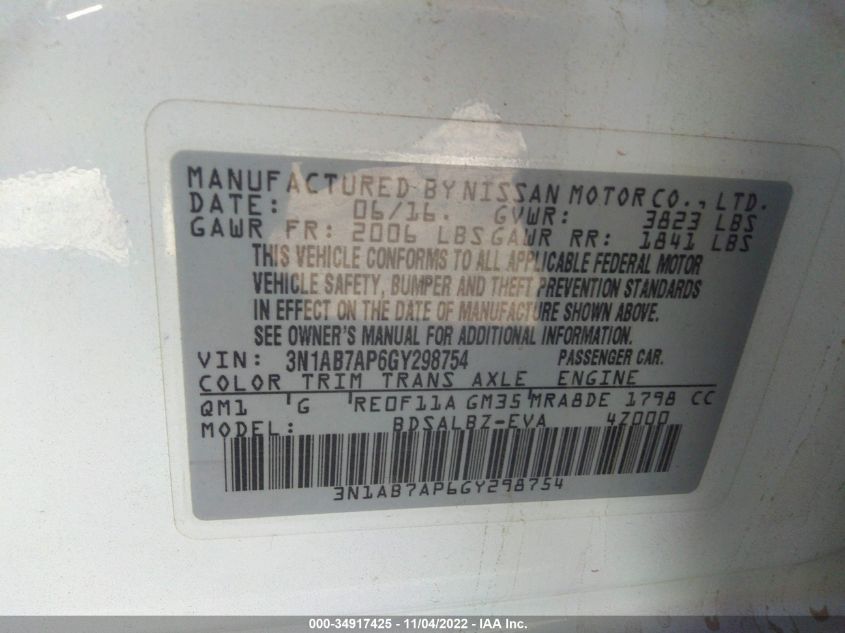 MANUFACTURED BY NISSAN MOTOR CO., LTD.
DATE: 06/16. GVWR: 3823 LBS
GAWR FR: 2006 LBS GAWR RR: 1841 LBS
THIS VEHICLE CONFORMS TO ALL APPLICABLE FEDERAL MOTOR
VEHICLE SAFETY, BUMPER AND THEFT PREVENTION STANDARDS
IN EFFECT ON THE DATE OF MANUFACTURE SHOWN ABOVE.
SEE OWNER'S MANUAL FOR ADDITIONAL INFORMATION.
VIN: 3N1AB7AP6GY298754 PASSENGER CAR.
COLOR TRIM TRANS AXLE ENGINE
QM1 'G 'RE0F11A GM35 'MRA8DE 1798 CC
MODEL: BDSALBZ-EVA 4Z000
3N1AB7AP6GY298754
000-34917425 - 11/04/2022 - IAA, Inc.